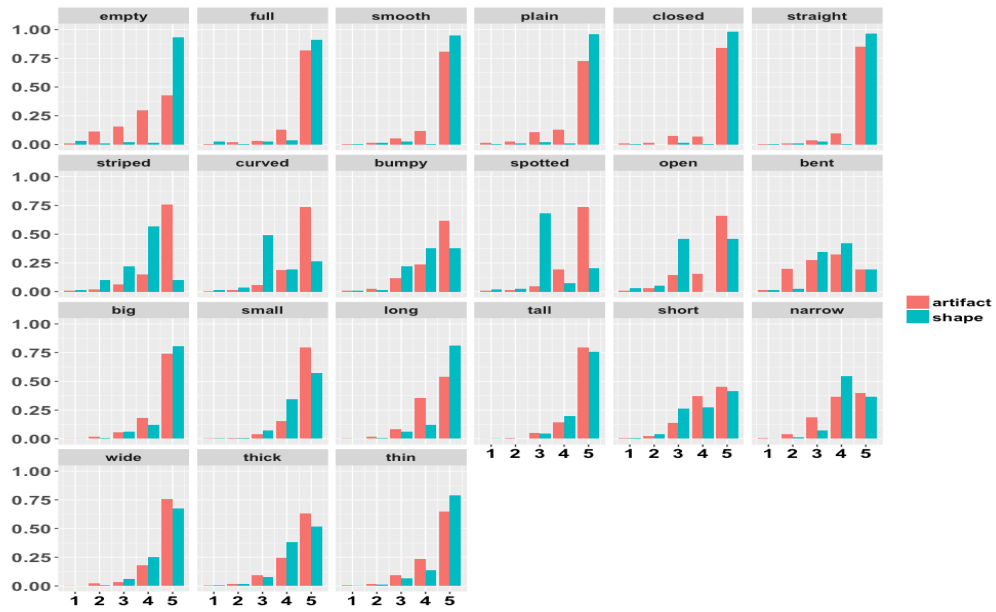 empty full smooth plain closed straight
1.00
0.75
0.50
0.25
0.00
striped curved bumpy spotted open bent
1.00
0.75
0.50
0.25
0.00
artifact
shape
big small long tall short narrow
1.00
0.75
0.50
0.25
0.00
1 2 3 4 5 1 2 3 4 5 1 2 3 4 5
wide thick thin
1.00
0.75
0.50
0.25
0.00
1 2 3 4 5 1 2 3 4 5 1 2 3 4 5